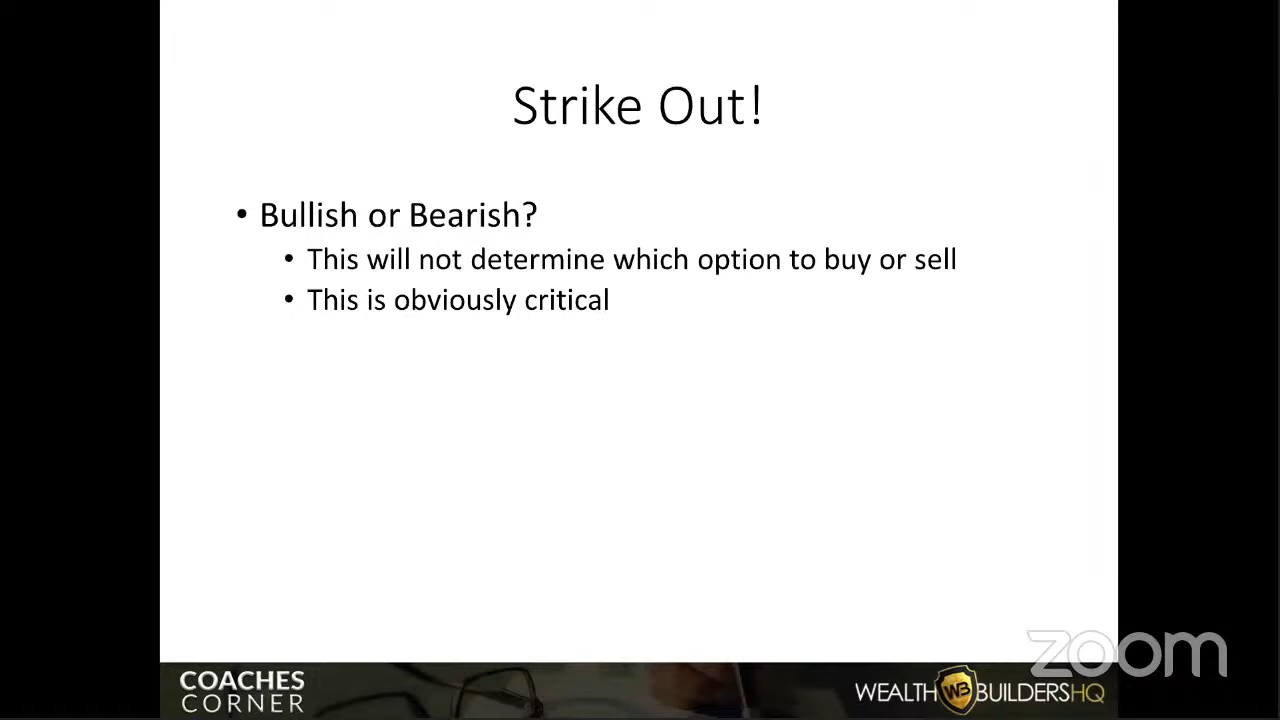 Strike Out!
• Bullish or Bearish?
• This will not determine which option to buy or sell
• This is obviously critical
zoom
COACHES
CORNER
WEALTH WB BUILDERSHQ